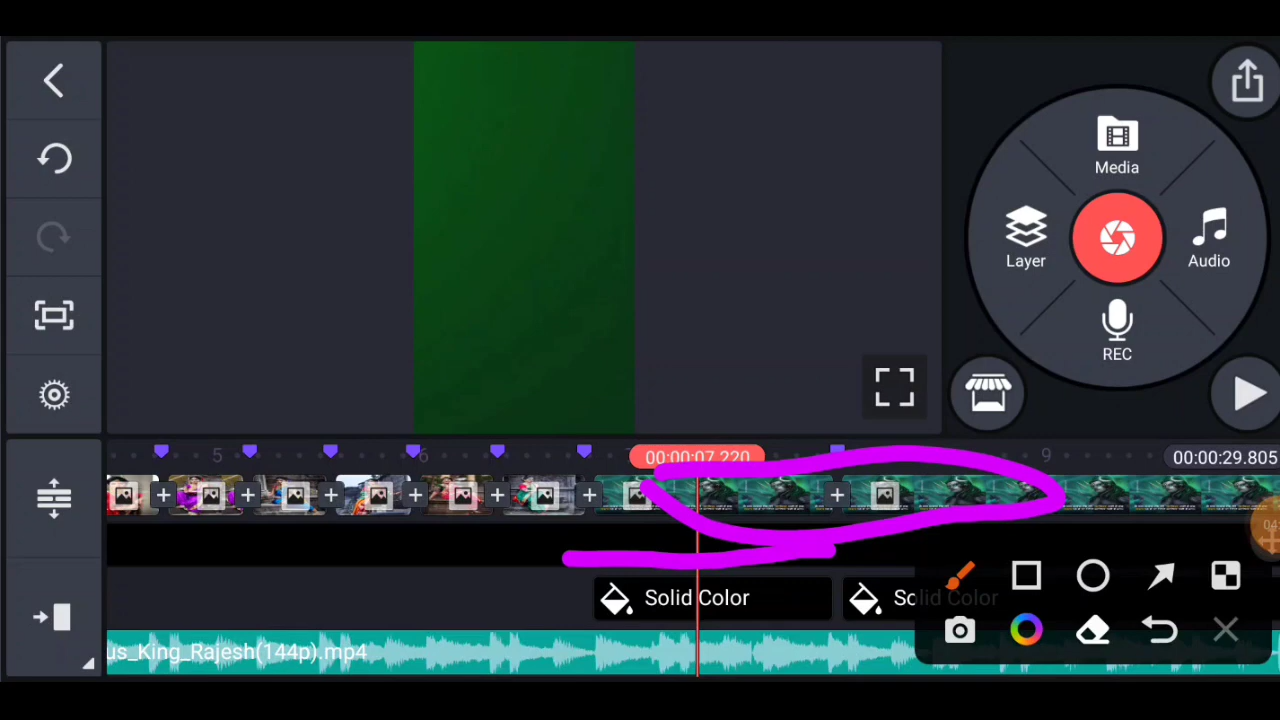 Media
Layer
Audio
REC
5
6
00:00:07.220
9
00:00:29.805
Solid Color
Solid Color
us_King_Rajesh(144p).mp4